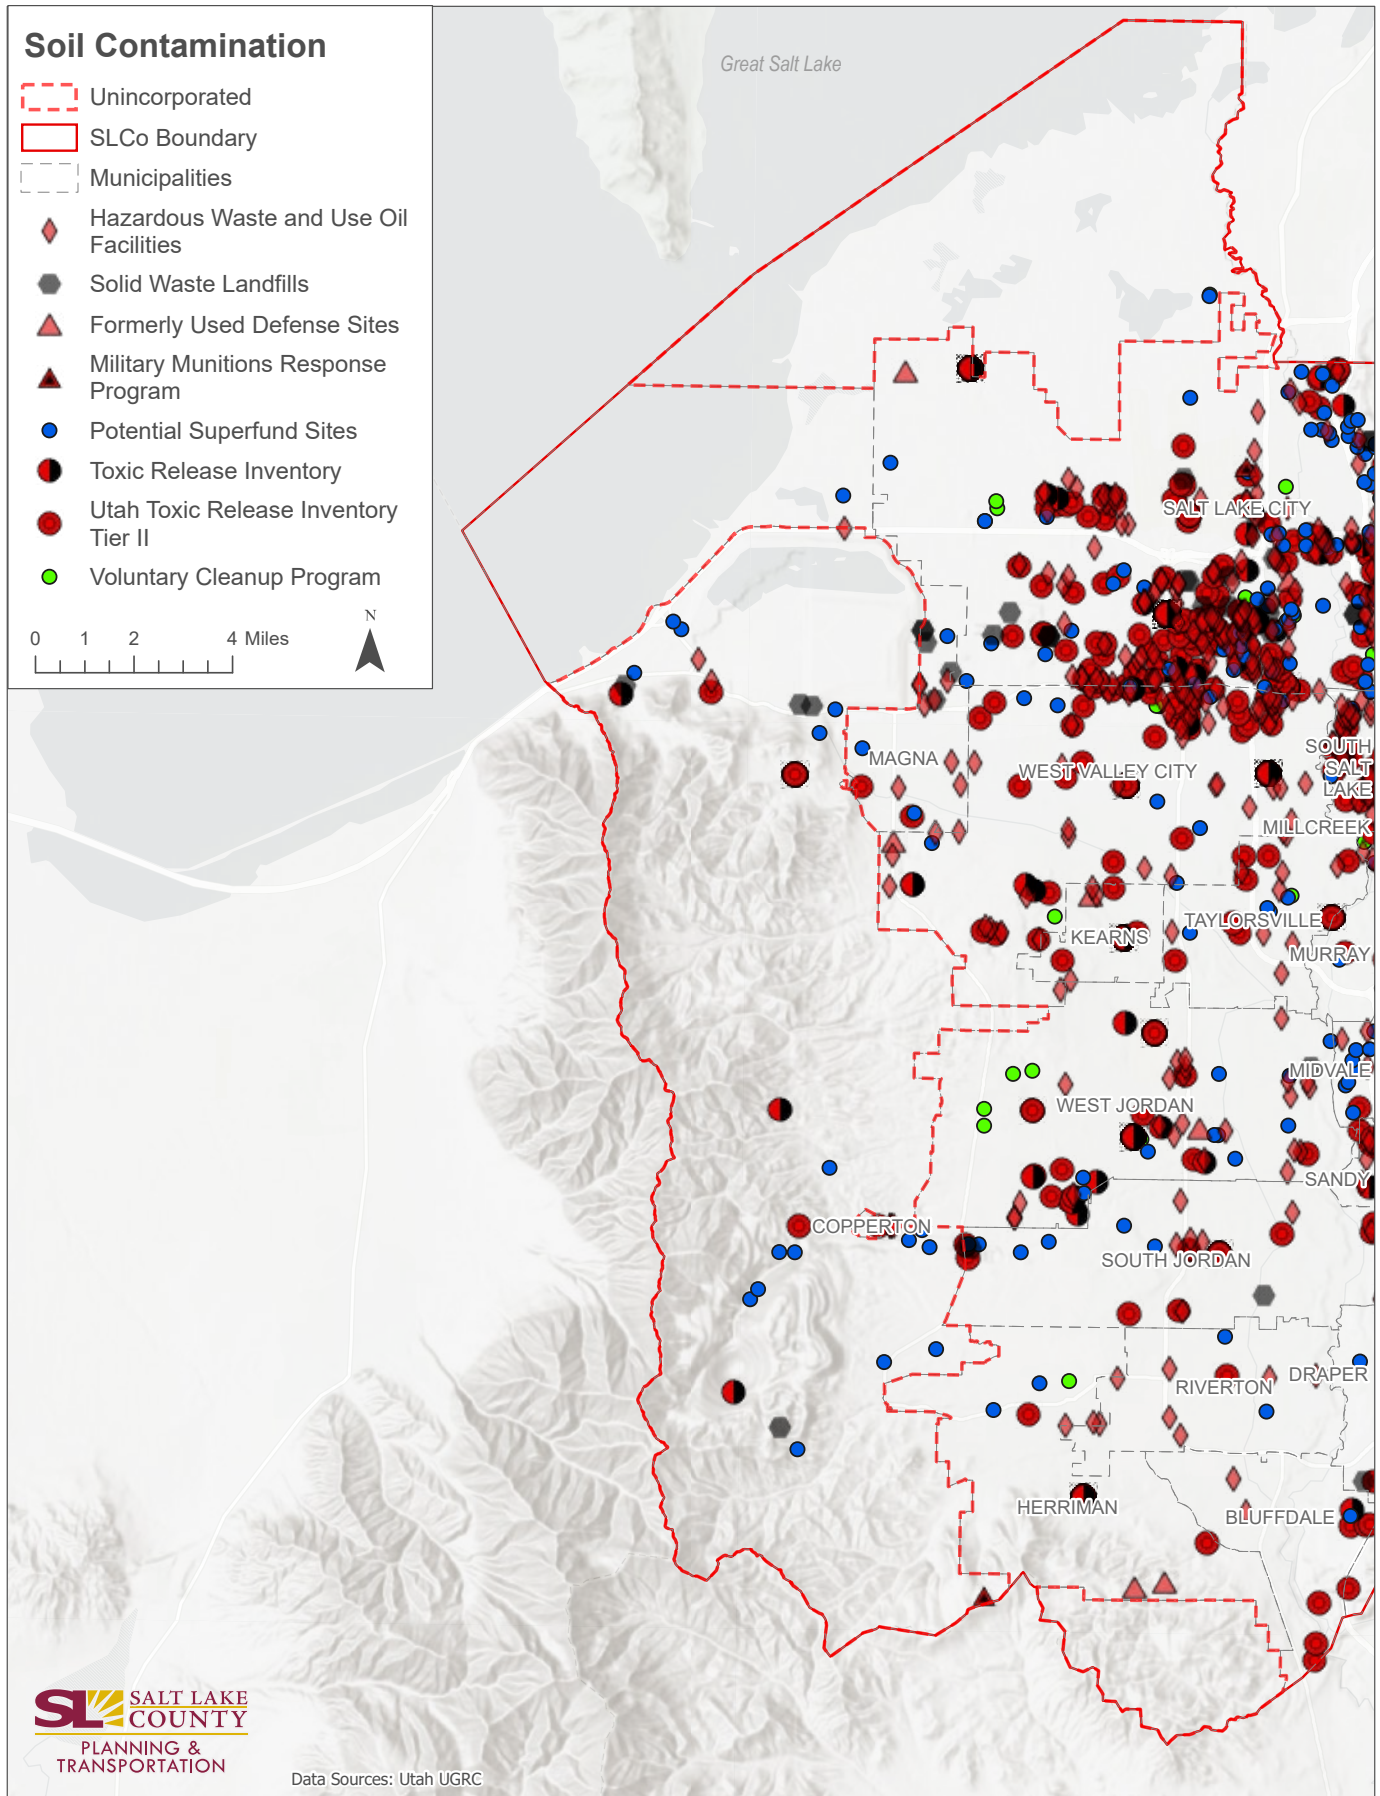 Soil Contamination
Unincorporated
SLCo Boundary
Municipalities
Hazardous Waste and Use Oil
Facilities
Solid Waste Landfills
Formerly Used Defense Sites
Military Munitions Response
Program
Potential Superfund Sites
Toxic Release Inventory
Utah Toxic Release Inventory
Tier II
Voluntary Cleanup Program
N
0 1 2 4 Miles
Great Salt Lake
SALT LAKE CITY
SOUTH
SALT
LAKE
MAGNA
WEST VALLEY CITY
MILLCREEK
TAYLORSVILLE
KEARNS
MURRAY
MIDVALE
WEST JORDAN
SANDY
COPPERTON
SOUTH JORDAN
DRAPER
RIVERTON
HERRIMAN
BLUFFDALE
SL SALT LAKE
COUNTY
PLANNING &
TRANSPORTATION
Data Sources: Utah UGRC